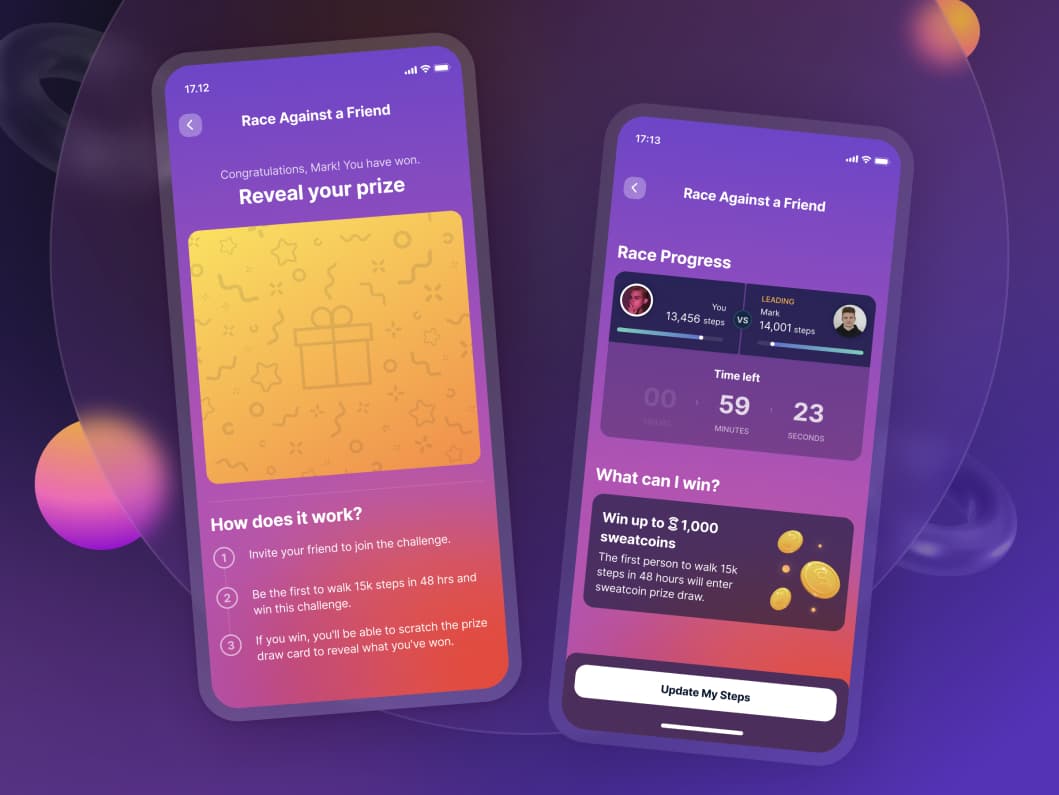 17.12
Race Against a Friend
Congratulations, Mark! You have won.
Reveal your prize
How does it work?
1
Invite your friend to join the challenge.
2
Be the first to walk 15k steps in 48 hrs and
win this challenge.
3
If you win, you'll be able to scratch the prize
draw card to reveal what you've won.
17:13
Race Against a Friend
Race Progress
You
13,456 steps
VS
LEADING
Mark
14,001 steps
Time left
00 : 59 : 23
HOURS MINUTES SECONDS
What can I win?
Win up to 1,000
sweatcoins
The first person to walk 15k
steps in 48 hours will enter
sweatcoin prize draw.
Update My Steps